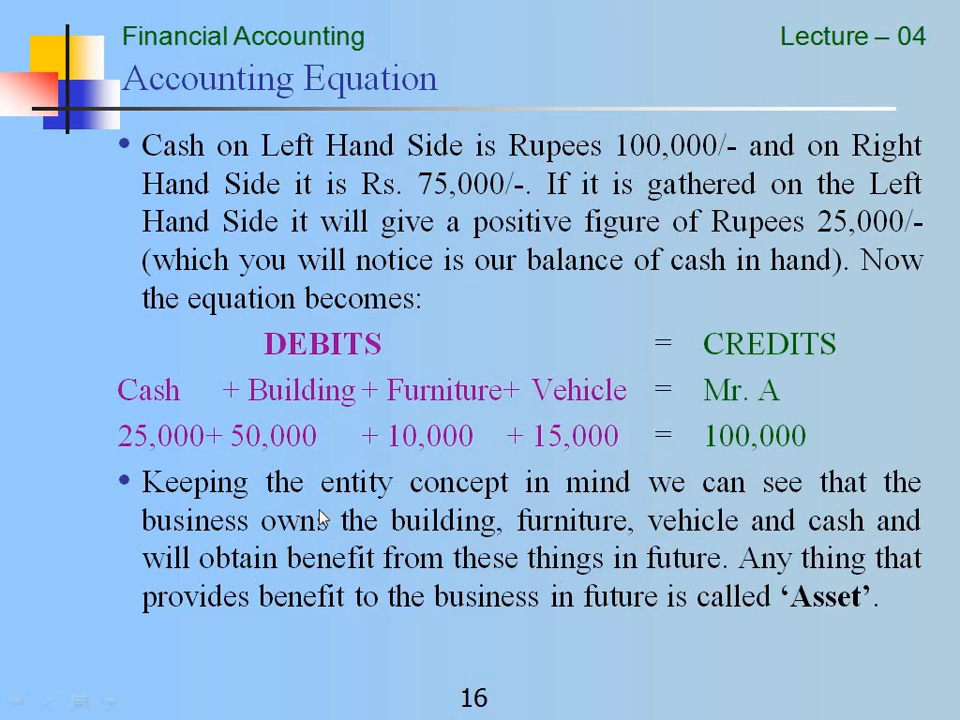 Financial Accounting Lecture – 04
Accounting Equation
• Cash on Left Hand Side is Rupees 100,000/- and on Right
Hand Side it is Rs. 75,000/-. If it is gathered on the Left
Hand Side it will give a positive figure of Rupees 25,000/-
(which you will notice is our balance of cash in hand). Now
the equation becomes:
DEBITS = CREDITS
Cash + Building + Furniture+ Vehicle = Mr. A
25,000+ 50,000 + 10,000 + 15,000 = 100,000
• Keeping the entity concept in mind we can see that the
business owns the building, furniture, vehicle and cash and
will obtain benefit from these things in future. Any thing that
provides benefit to the business in future is called ‘Asset’.
16